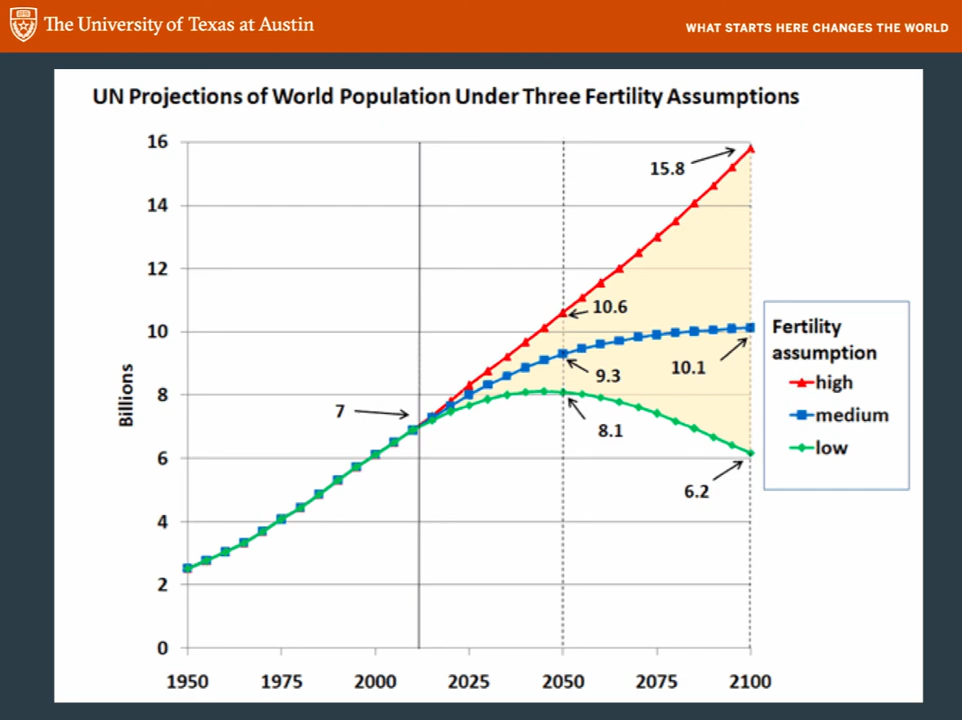 The University of Texas at Austin
WHAT STARTS HERE CHANGES THE WORLD
UN Projections of World Population Under Three Fertility Assumptions
Billions
16
14
12
10
8
6
4
2
0
1950 1975 2000 2025 2050 2075 2100
15.8
10.6
7
9.3
10.1
8.1
6.2
Fertility
assumption
high
medium
low